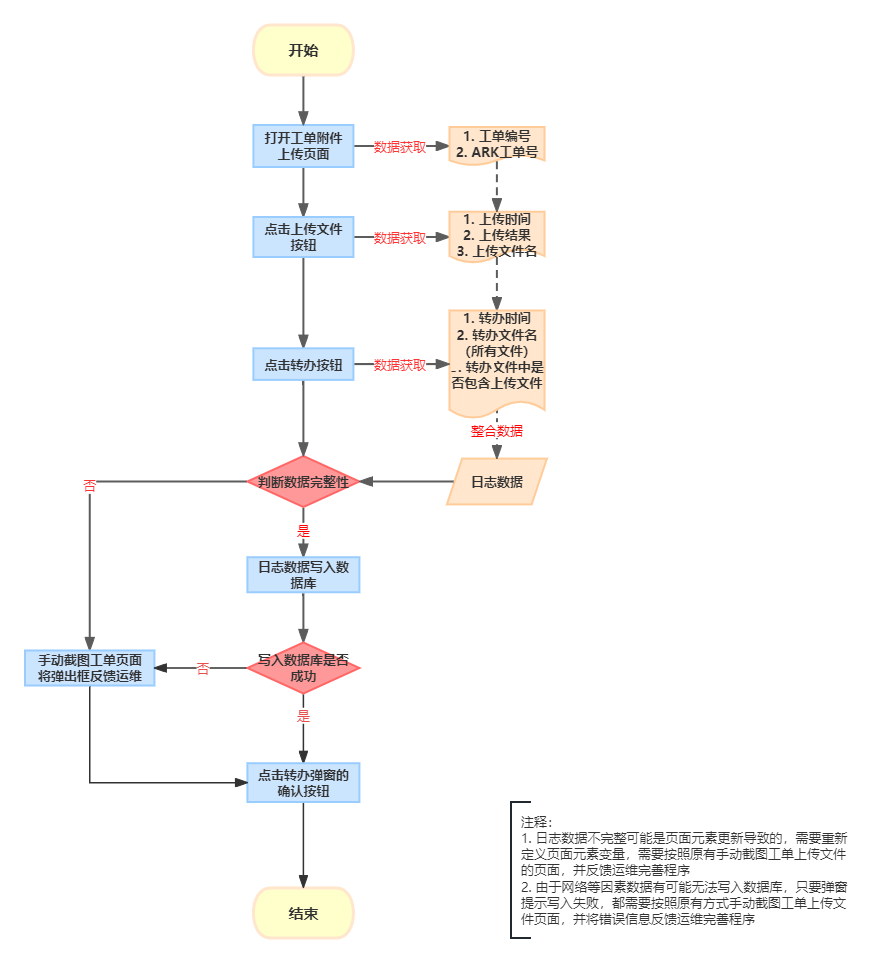 开始
打开工单附件
上传页面
数据获取
1. 工单编号
2. ARK工单号
点击上传文件
按钮
数据获取
1. 上传时间
2. 上传结果
3. 上传文件名
点击转办按钮
数据获取
1. 转办时间
2. 转办文件名
(所有文件)
. 转办文件中是
否包含上传文件
整合数据
否
判断数据完整性
日志数据
是
日志数据写入数
据库
手动截图工单页面
将弹出框反馈运维
否
写入数据库是否
成功
是
点击转办弹窗的
确认按钮
结束
注释：
1. 日志数据不完整可能是页面元素更新导致的，需要重新
定义页面元素变量，需要按照原有手动截图工单上传文件
的页面，并反馈运维完善程序
2. 由于网络等因素数据有可能无法写入数据库，只要弹窗
提示写入失败，都需要按照原有方式手动截图工单上传文
件页面，并将错误信息反馈运维完善程序